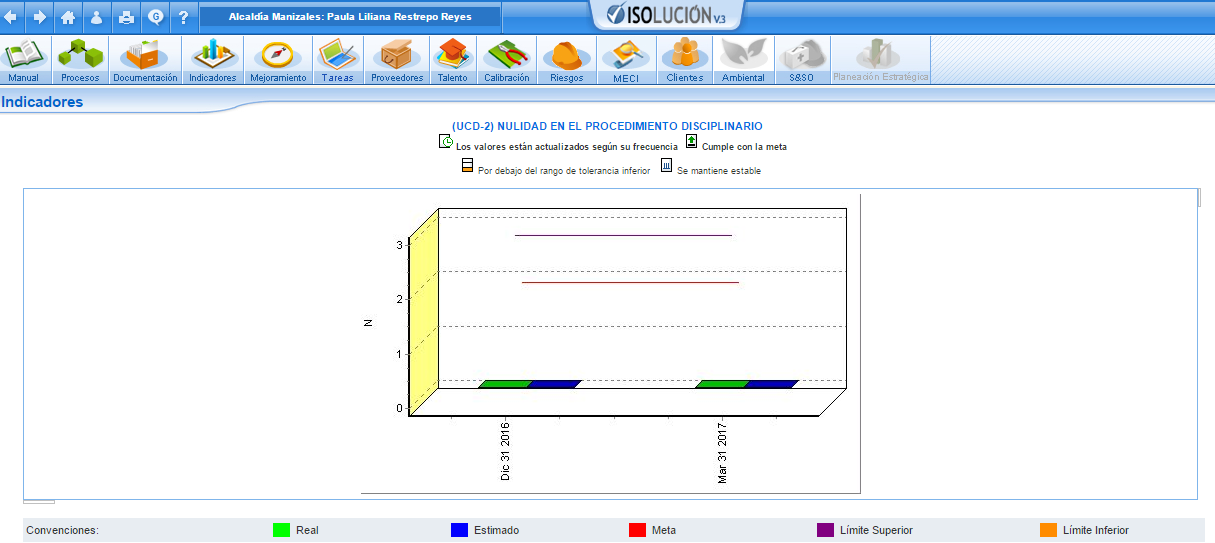 Alcaldía Manizales: Paula Liliana Restrepo Reyes
ISOLUCIÓN V.3
G ?
Manual Procesos Documentación Indicadores Mejoramiento Tareas Proveedores Talento Calibración Riesgos MECI Clientes Ambiental S&SO Planeación Estratégica
Indicadores
(UCD-2) NULIDAD EN EL PROCEDIMIENTO DISCIPLINARIO
Los valores están actualizados según su frecuencia Cumple con la meta
Por debajo del rango de tolerancia inferior Se mantiene estable
3
2
N
1
0
Dic 31 2016
Mar 31 2017
Convenciones: Real Estimado Meta Límite Superior Límite Inferior